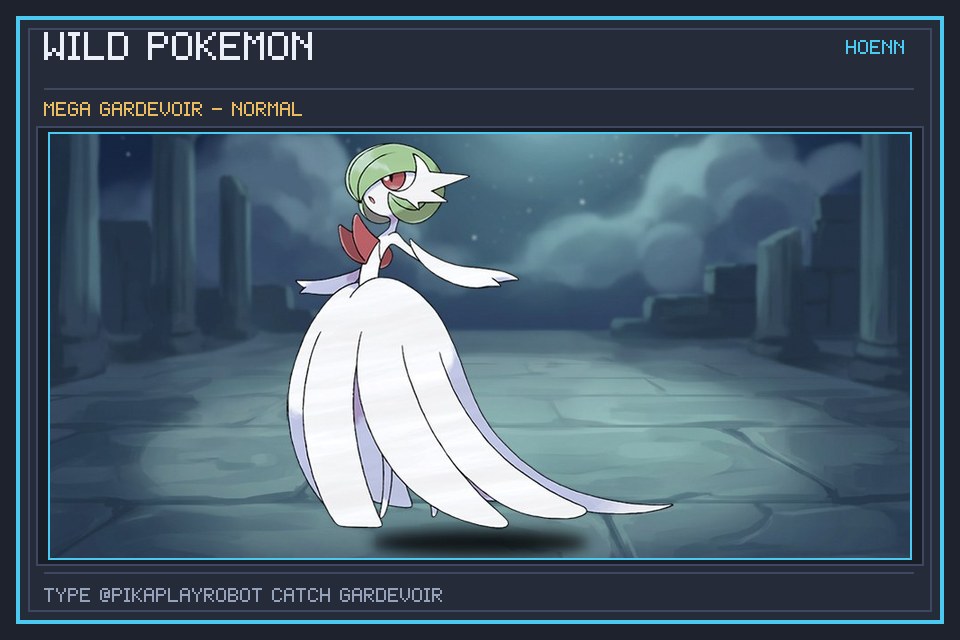 WILD POKEMON
HOENN
MEGA GARDEVOIR - NORMAL
TYPE @PIKAPLAYROBOT CATCH GARDEVOIR